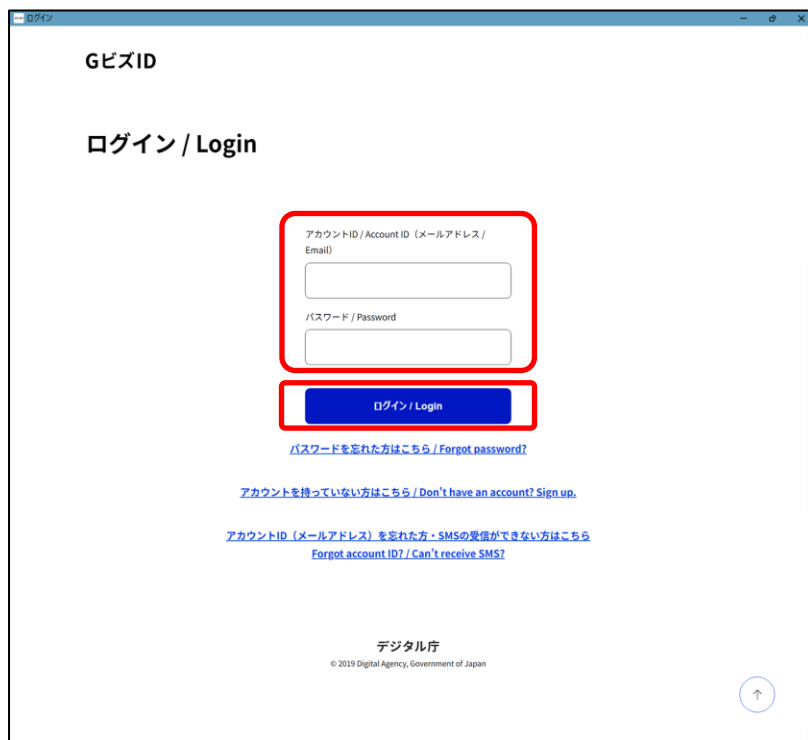 ログイン
GビズID
ログイン / Login
アカウントID / Account ID（メールアドレス /
Email）
パスワード / Password
ログイン / Login
パスワードを忘れた方はこちら / Forgot password?
アカウントを持っていない方はこちら / Don't have an account? Sign up.
アカウントID（メールアドレス）を忘れた方・SMSの受信ができない方はこちら
Forgot account ID? / Can't receive SMS?
デジタル庁
© 2019 Digital Agency, Government of Japan